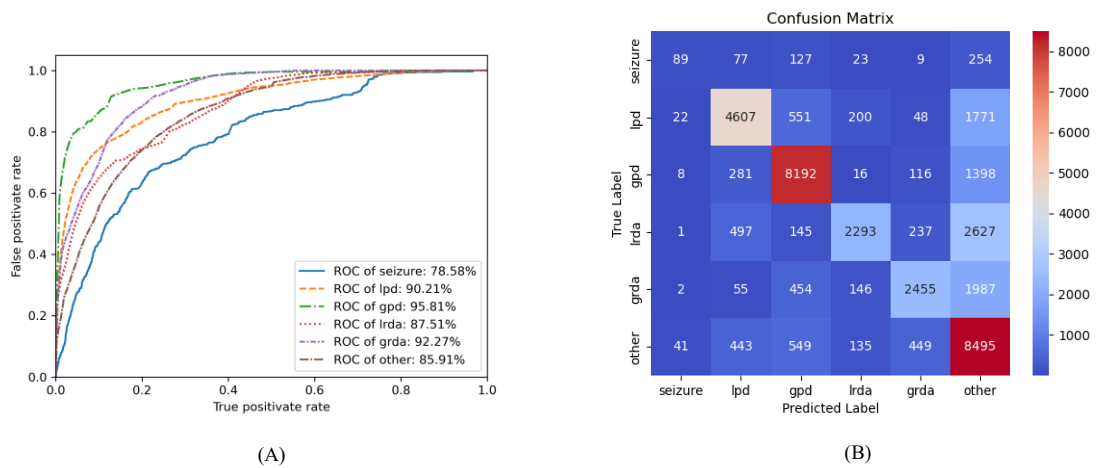 1.0
0.8
0.6
0.4
0.2
0.0
False positivate rate
0.0 0.2 0.4 0.6 0.8 1.0
True positivate rate
ROC of seizure: 78.58%
ROC of lpd: 90.21%
ROC of gpd: 95.81%
ROC of lrda: 87.51%
ROC of grda: 92.27%
ROC of other: 85.91%
(A)
Confusion Matrix
True Label
seizure 89 77 127 23 9 254
lpd 22 4607 551 200 48 1771
gpd 8 281 8192 16 116 1398
lrda 1 497 145 2293 237 2627
grda 2 55 454 146 2455 1987
other 41 443 549 135 449 8495
seizure lpd gpd lrda grda other
Predicted Label
8000
7000
6000
5000
4000
3000
2000
1000
(B)